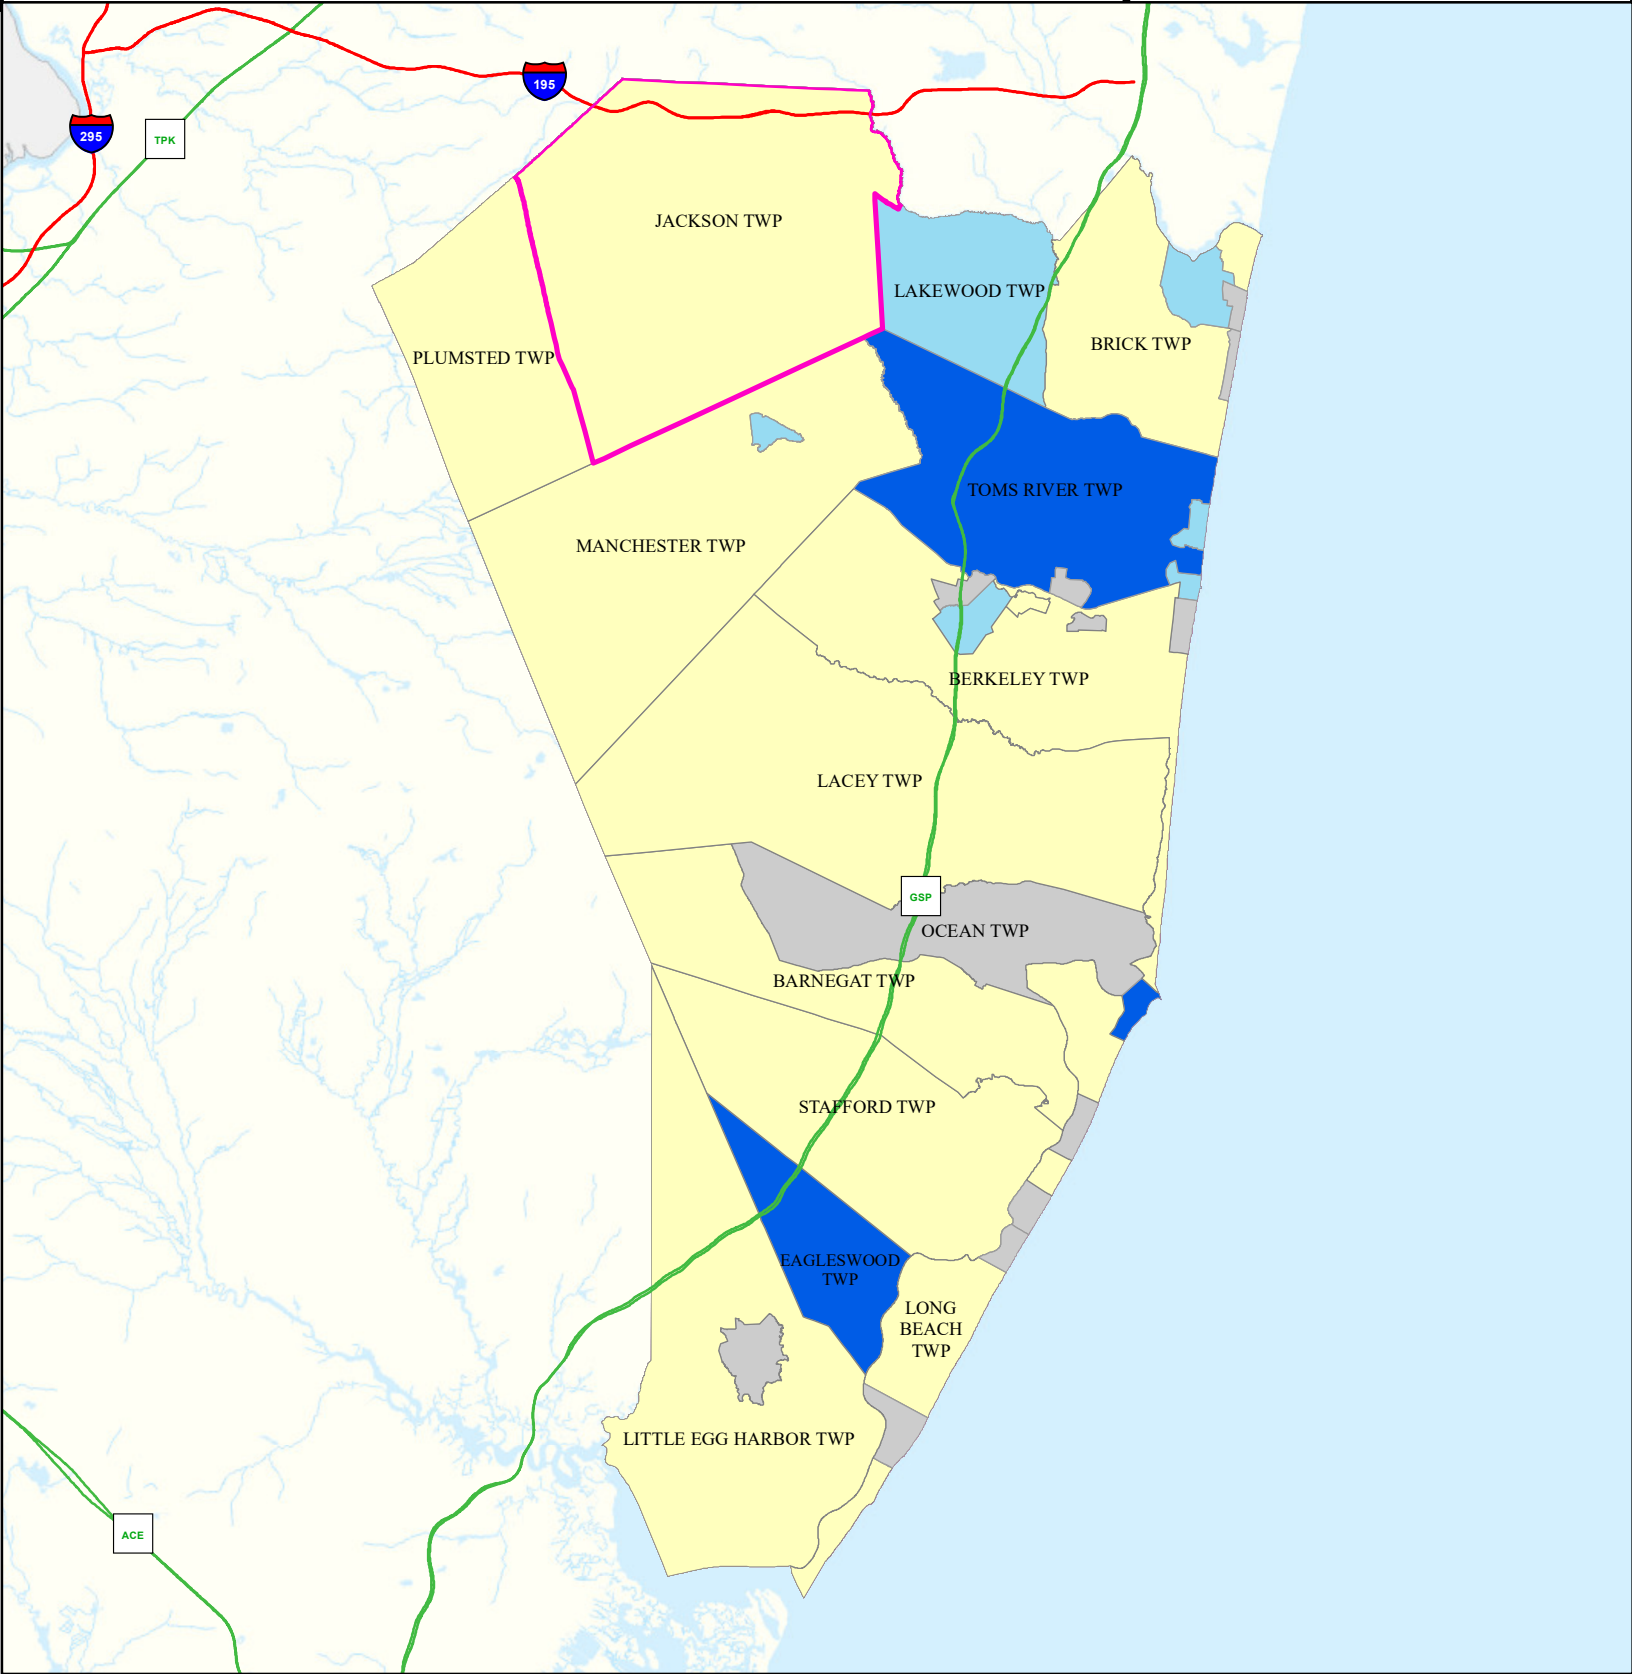 195
295
TPK
JACKSON TWP
LAKEWOOD TWP
BRICK TWP
PLUMSTED TWP
TOMS RIVER TWP
MANCHESTER TWP
BERKELEY TWP
LACEY TWP
GSP
OCEAN TWP
BARNEGAT TWP
STAFFORD TWP
EAGLESWOOD
TWP
LONG
BEACH
TWP
LITTLE EGG HARBOR TWP
ACE